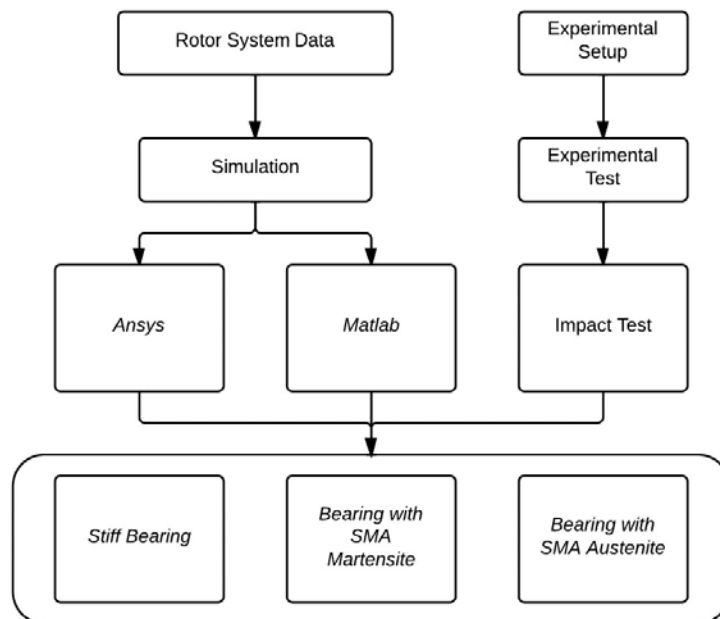 Rotor System Data
Experimental
Setup
Simulation
Experimental
Test
Ansys
Matlab
Impact Test
Stiff Bearing
Bearing with
SMA
Martensite
Bearing with
SMA Austenite